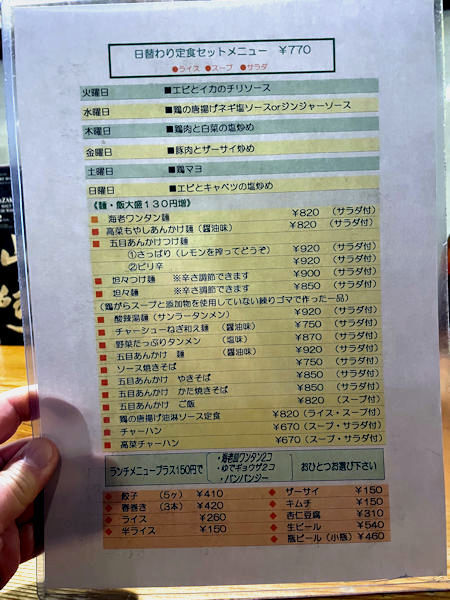 日替わり定食セットメニュー ¥770
●ライス ●スープ ●サラダ
火曜日 ■エビとイカのチリソース
水曜日 ■鶏の唐揚げネギ塩ソースorジンジャーソース
木曜日 ■鶏肉と白菜の塩炒め
金曜日 ■豚肉とザーサイ炒め
土曜日 ■鶏マヨ
日曜日 ■エビとキャベツの塩炒め
《麺・飯大盛130円増》
■ 海老ワンタン麺 ¥820 (サラダ付)
■ 高菜もやしあんかけ麺(醤油味) ¥820 (サラダ付)
■ 五目あんかけつけ麺
①さっぱり(レモンを搾ってどうぞ) ¥920 (サラダ付)
②ピリ辛 ¥920 (サラダ付)
■ 坦々つけ麺 ※辛さ調節できます ¥900 (サラダ付)
■ 坦々麺 ※辛さ調節できます ¥850 (サラダ付)
(鶏がらスープと添加物を使用していない練りゴマで作った一品)
■ 酸辣湯麺(サンラータンメン) ¥920 (サラダ付)
■ チャーシューねぎ和え麺(醤油味) ¥750 (サラダ付)
■ 野菜たっぷりタンメン (塩味) ¥870 (サラダ付)
■ 五目あんかけ 麺 (醤油味) ¥920 (サラダ付)
■ ソース焼きそば ¥750 (サラダ付)
■ 五目あんかけ やきそば ¥850 (サラダ付)
■ 五目あんかけ かた焼きそば ¥850 (サラダ付)
■ 五目あんかけ ご飯 ¥820 (スープ付)
■ 鶏の唐揚げ油淋ソース定食 ¥820(ライス・スープ付)
■ チャーハン ¥670(スープ・サラダ付)
■ 高菜チャーハン ¥670(スープ・サラダ付)
ランチメニュープラス150円で
・海老皿ワンタン2コ
・ゆでギョウザ2コ
・バンバンジー
おひとつお選び下さい
◆ 餃子 (5ヶ) ¥410
◆ 春巻き (3本) ¥420
◆ ライス ¥260
◆ 半ライス ¥150
◆ ザーサイ ¥150
◆ キムチ ¥150
◆ 杏仁豆腐 ¥310
◆ 生ビール ¥540
◆ 瓶ビール(小瓶) ¥460